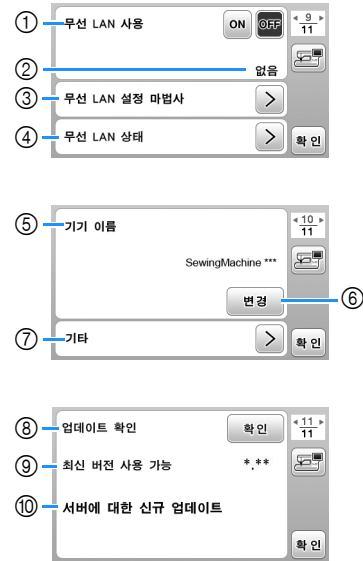 ① 무선 LAN 사용 ON OFF 9
11
② 없음
③ 무선 LAN 설정 마법사
④ 무선 LAN 상태 확인
⑤ 기기 이름 10
11
SewingMachine ***
변경 ⑥
⑦ 기타 확인
⑧ 업데이트 확인 확인 11
11
⑨ 최신 버전 사용 가능 *.**
⑩ 서버에 대한 신규 업데이트
확인